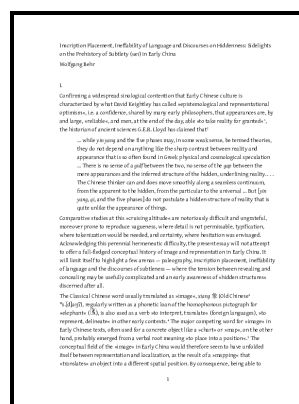 Inscription Placement, Ineffability of Language and Discourses on Hiddenness: Sidelights
on the Prehistory of Subtlety (wei) in Early China
Wolfgang Behr
I.
Confirming a widespread sinological contention that Early Chinese culture is
characterized by what David Keightley has called »epistemological and representational
optimism«, i.e. a confidence, shared by many early philosophers, that appearances are, by
and large, »reliable«, and men, at the end of the day, able »to take reality for granted«,
the historian of ancient sciences G.E.R. Lloyd has claimed that
… while yin yang and the five phases may, in some weak sense, be termed theories,
they do not depend on anything like the sharp contrast between reality and
appearance that is so often found in Greek physical and cosmological speculation
… There is no sense of a gulf between the two, no sense of the gap between the
mere appearances and the inferred structure of the hidden, underlining reality. …
The Chinese thinker can and does move smoothly along a seamless continuum,
from the apparent to the hidden, from the particular to the universal … But [yin
yang, qi, and the five phases] do not postulate a hidden structure of reality that is
quite unlike the appearance of things.
Comparative studies at this »cruising altitude« are notoriously difficult and ungrateful,
moreover prone to reproduce vagueness, where detail is not permissible, typification,
where tokenization would be needed, and certainty, where hesitation was envisaged.
Acknowledging this perennial hermeneutic difficulty, the present essay will not attempt
to offer a full-fledged conceptual history of image and representation in Early China. It
will limit itself to highlight a few arenas — paleography, inscription placement, ineffability
of language and discourses of subtleness — where the tension between revealing and
concealing may be usefully complicated and an early awareness of »hidden structures«
discerned after all.
The Classical Chinese word usually translated as »image«, xiang 象 (Old Chinese
regularly written as a phonetic loan of the homophonous pictograph for
»elephant« is also used as a verb »to interpret, translate (foreign languages), »to
represent, delineate« in other early contexts. The major competing word for »image« in
Early Chinese texts, often used for a concrete object like a »chart« or »map«, on the other
hand, probably emerged from a verbal root meaning »to place into a partition«. The
conceptual field of the »image« in Early China would therefore seem to have unfolded
itself between representation and localization, as the result of a »mapping« that
»translates« an object into a different spatial position. By consequence, being able to
1